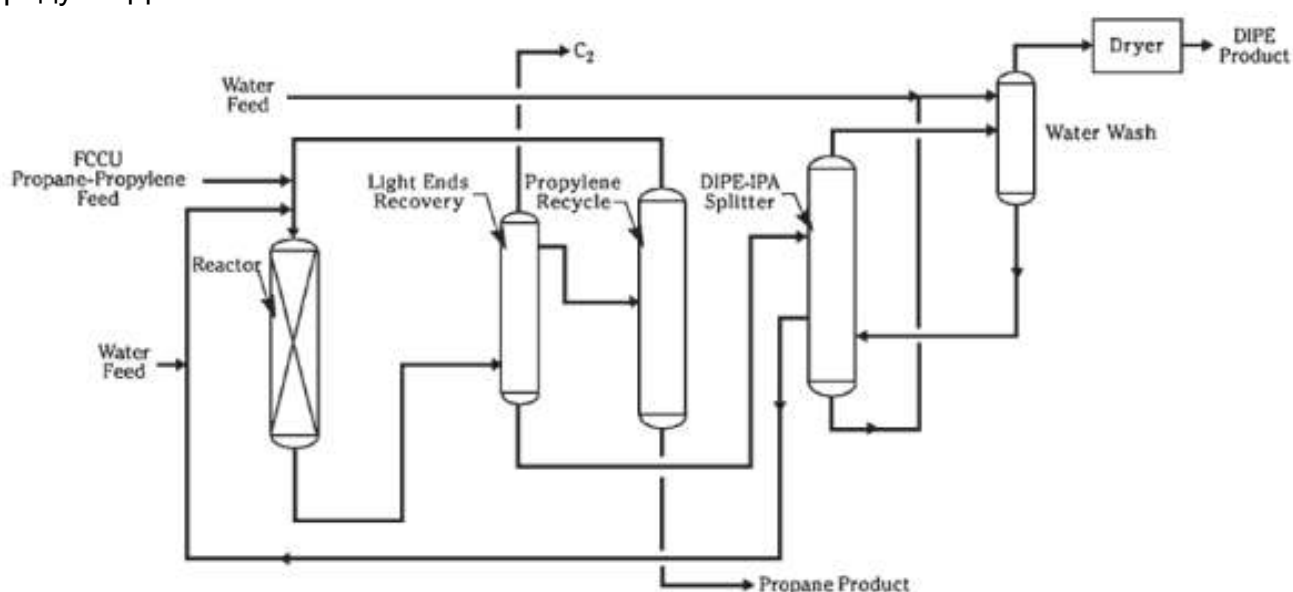 C₂
Dryer
DIPE
Product
Water
Feed
Water Wash
FCCU
Propane-Propylene
Feed
Light Ends
Recovery
Propylene
Recycle
DIPE-IPA
Splitter
Reactor
Water
Feed
Propane Product